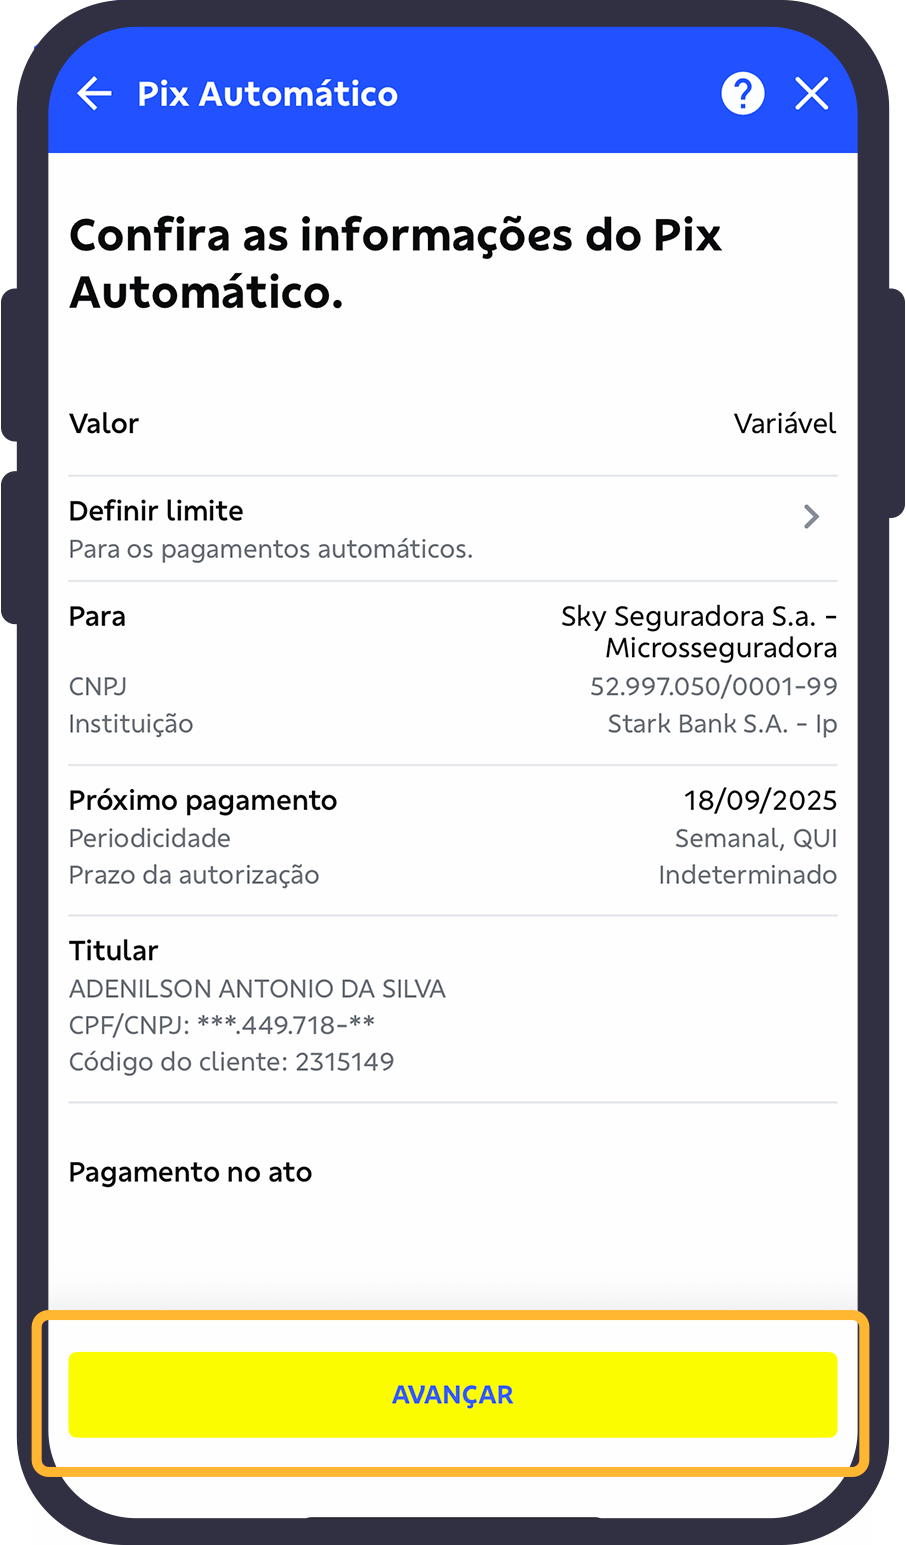 Pix Automático
?
Confira as informações do Pix
Automático.
Valor Variável
Definir limite
Para os pagamentos automáticos.
Para Sky Seguradora S.a. -
Microsseguradora
CNPJ 52.997.050/0001-99
Instituição Stark Bank S.A. - Ip
Próximo pagamento 18/09/2025
Periodicidade Semanal, QUI
Prazo da autorização Indeterminado
Titular
ADENILSON ANTONIO DA SILVA
CPF/CNPJ: ***.449.718-**
Código do cliente: 2315149
Pagamento no ato
AVANÇAR